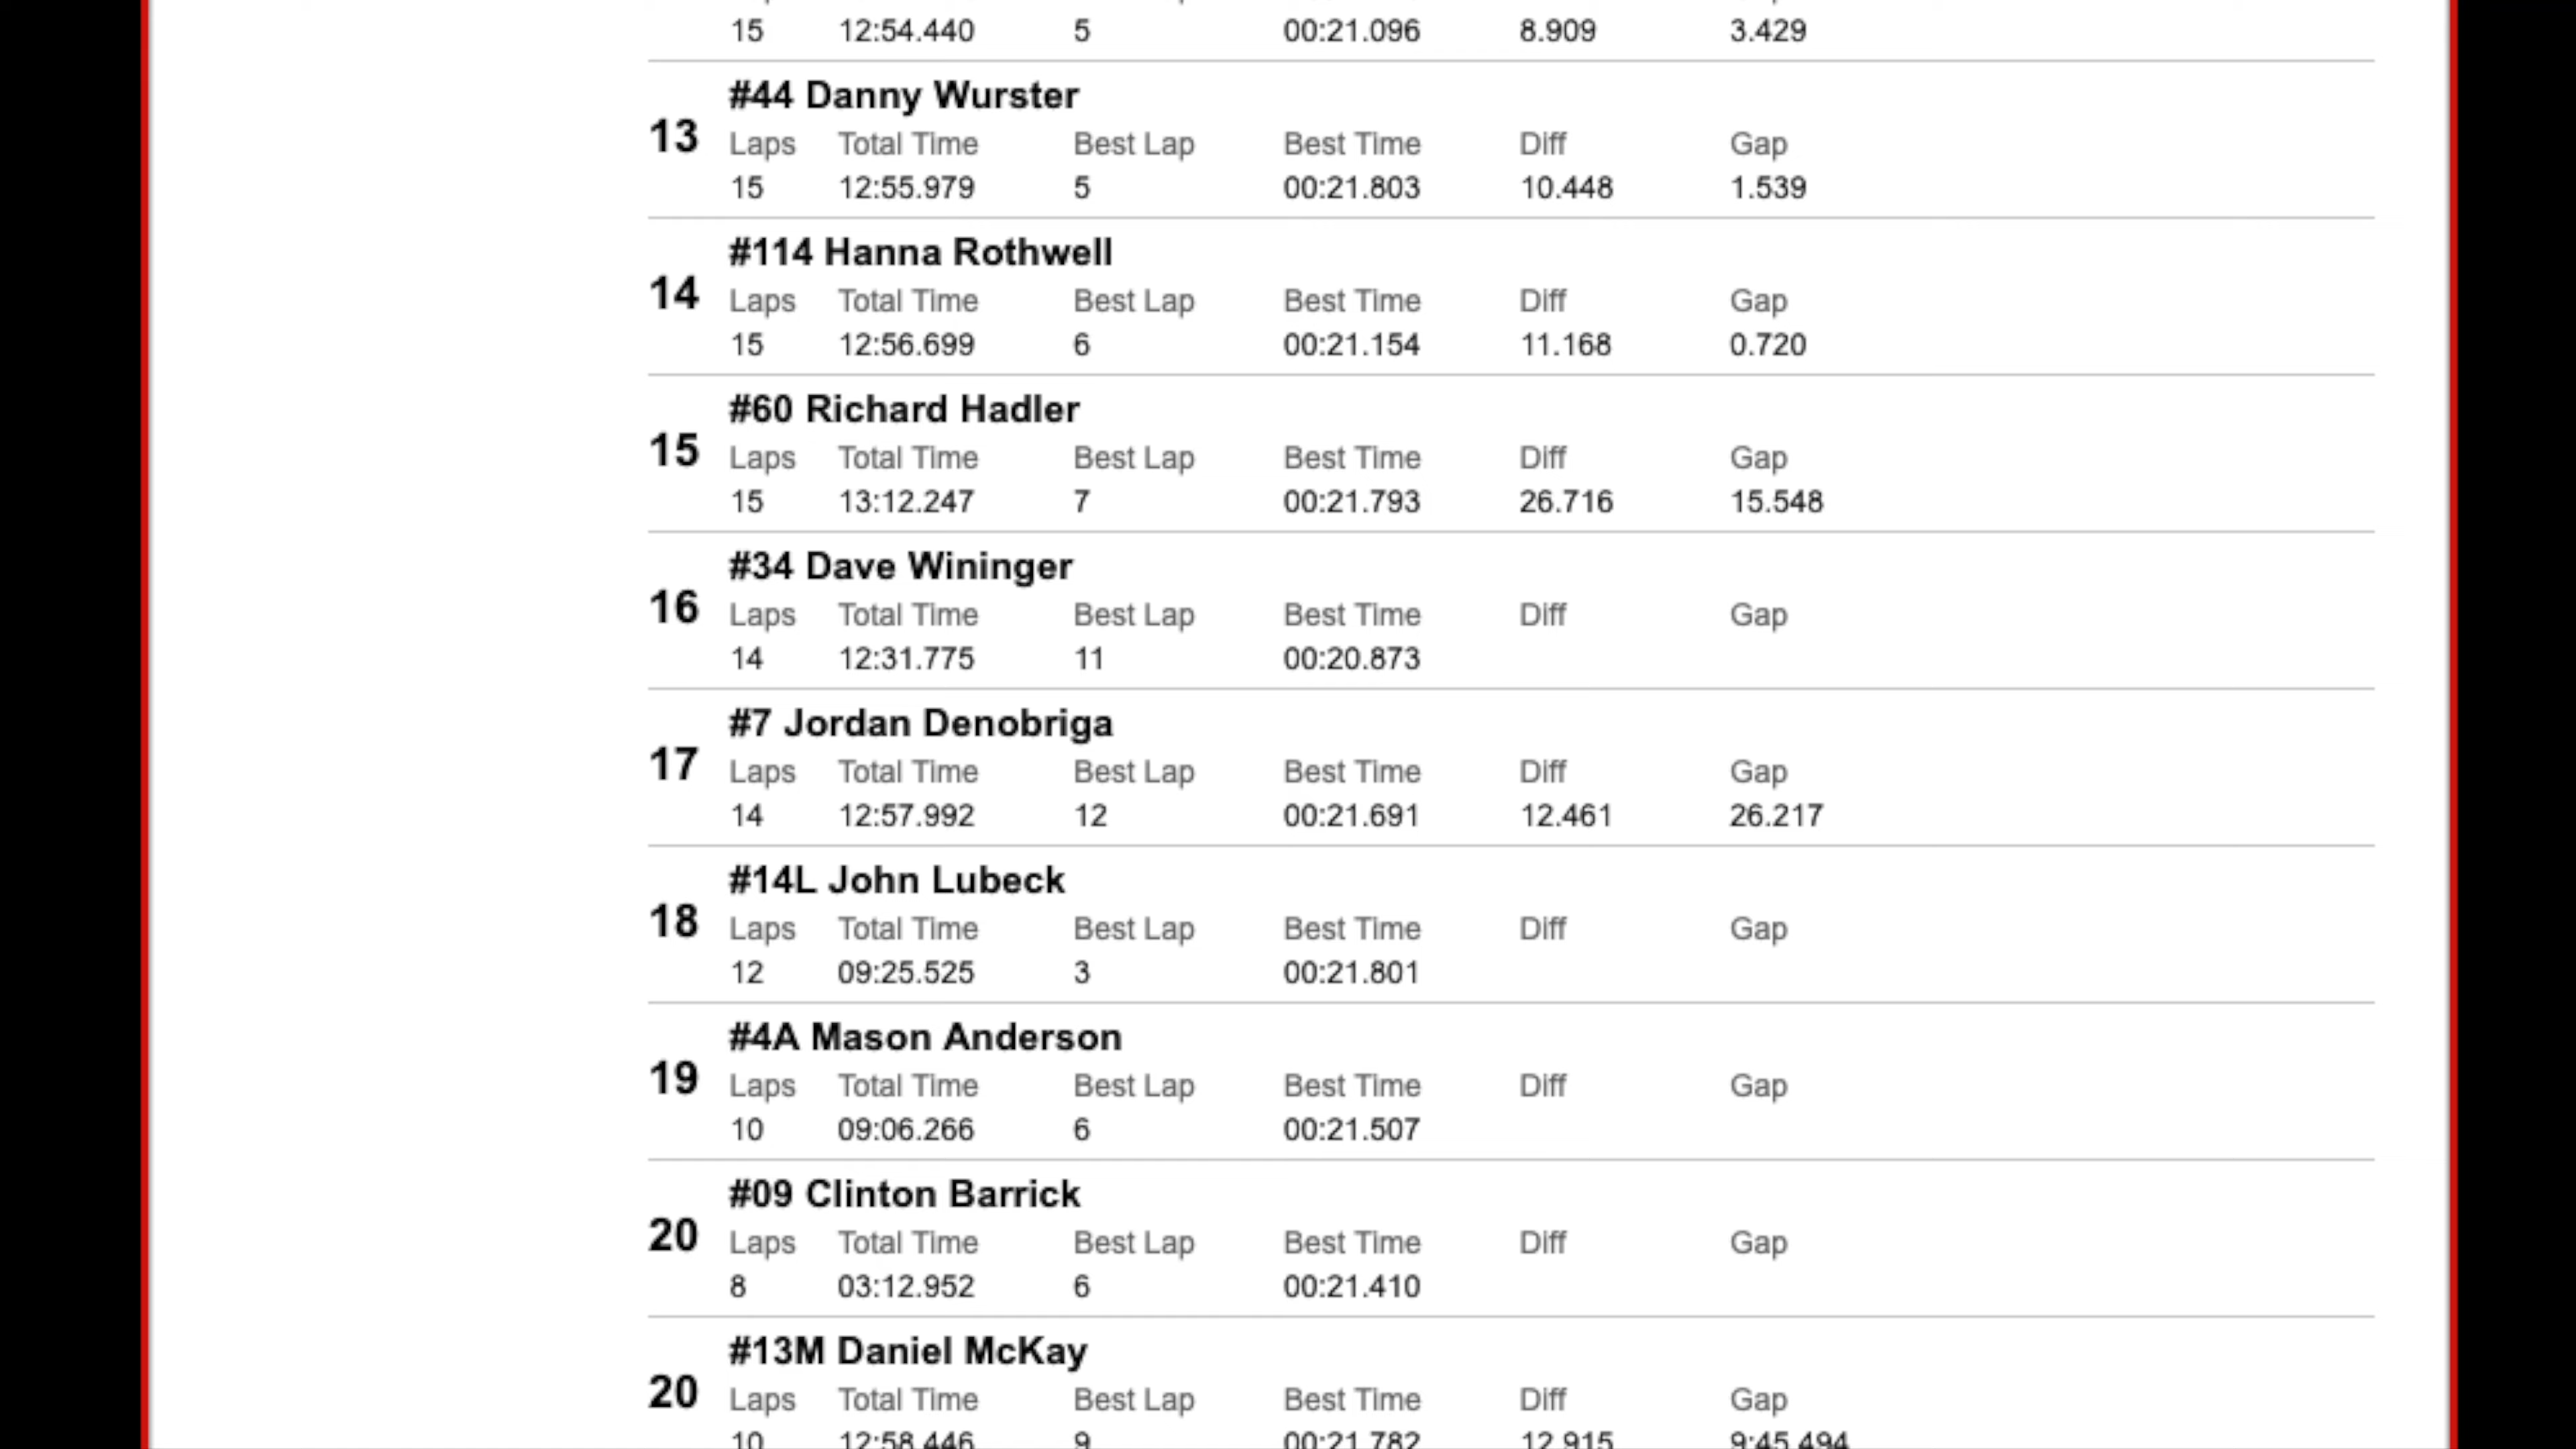 15 12:54.440 5 00:21.096 8.909 3.429
#44 Danny Wurster
13 Laps Total Time Best Lap Best Time Diff Gap
15 12:55.979 5 00:21.803 10.448 1.539
#114 Hanna Rothwell
14 Laps Total Time Best Lap Best Time Diff Gap
15 12:56.699 6 00:21.154 11.168 0.720
#60 Richard Hadler
15 Laps Total Time Best Lap Best Time Diff Gap
15 13:12.247 7 00:21.793 26.716 15.548
#34 Dave Wininger
16 Laps Total Time Best Lap Best Time Diff Gap
14 12:31.775 11 00:20.873
#7 Jordan Denobriga
17 Laps Total Time Best Lap Best Time Diff Gap
14 12:57.992 12 00:21.691 12.461 26.217
#14L John Lubeck
18 Laps Total Time Best Lap Best Time Diff Gap
12 09:25.525 3 00:21.801
#4A Mason Anderson
19 Laps Total Time Best Lap Best Time Diff Gap
10 09:06.266 6 00:21.507
#09 Clinton Barrick
20 Laps Total Time Best Lap Best Time Diff Gap
8 03:12.952 6 00:21.410
#13M Daniel McKay
20 Laps Total Time Best Lap Best Time Diff Gap
10 12:58.446 9 00:21.782 12.915 9:45.494